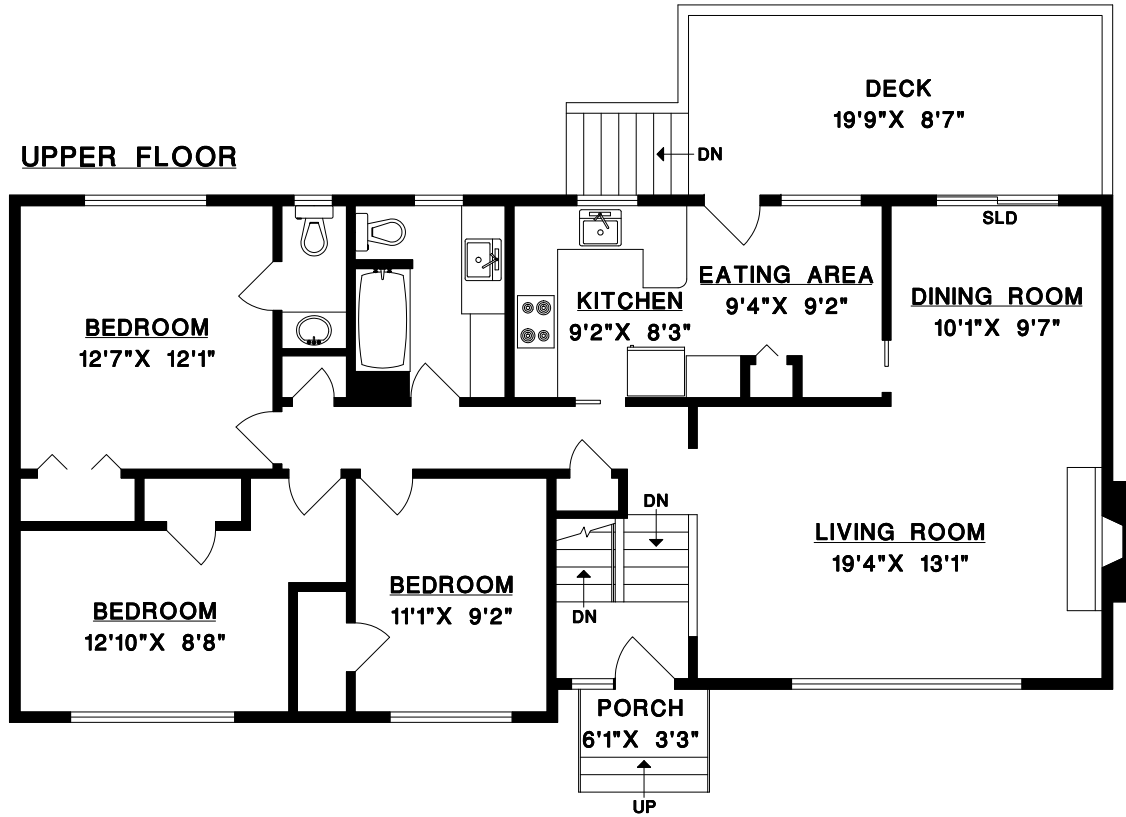 DECK
19'9"X 8'7"
DN
UPPER FLOOR
SLD
EATING AREA
9'4"X 9'2"
KITCHEN
9'2"X 8'3"
DINING ROOM
10'1"X 9'7"
BEDROOM
12'7"X 12'1"
DN
LIVING ROOM
19'4"X 13'1"
BEDROOM
11'1"X 9'2"
BEDROOM
12'10"X 8'8"
DN
PORCH
6'1"X 3'3"
UP